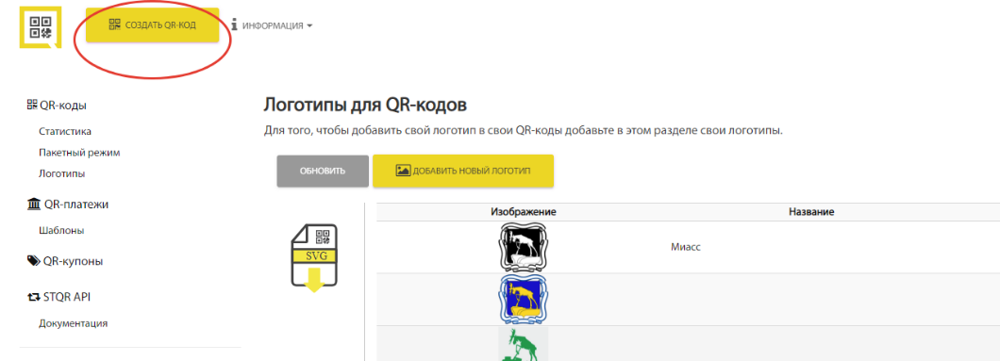 СОЗДАТЬ QR-КОД
ИНФОРМАЦИЯ
QR-коды
Статистика
Пакетный режим
Логотипы
QR-платежи
Шаблоны
QR-купоны
STQR API
Документация
Логотипы для QR-кодов
Для того, чтобы добавить свой логотип в свои QR-коды добавьте в этом разделе свои логотипы.
ОБНОВИТЬ
ДОБАВИТЬ НОВЫЙ ЛОГОТИП
SVG
Изображение Название
Миасс